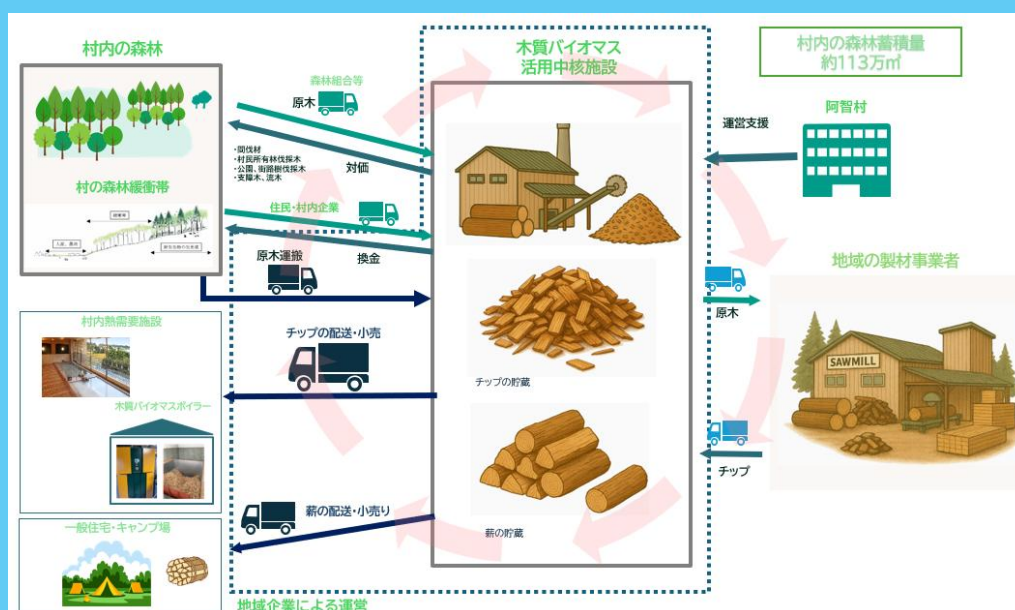 村内の森林
木質バイオマス
活用中核施設
村内の森林蓄積量
約113万㎥
森林組合等
原木
・間伐材
・村民所有林伐採木
・公園、街路樹伐採木
・支障木、流木
対価
運営支援
阿智村
村の森林緩衝帯
住民・村内企業
原木運搬
換金
地域の製材事業者
原木
SAWMILL
村内熱需要施設
チップの配送・小売
チップの貯蔵
木質バイオマスボイラー
チップ
薪の配送・小売り
薪の貯蔵
一般住宅・キャンプ場
地域企業による運営